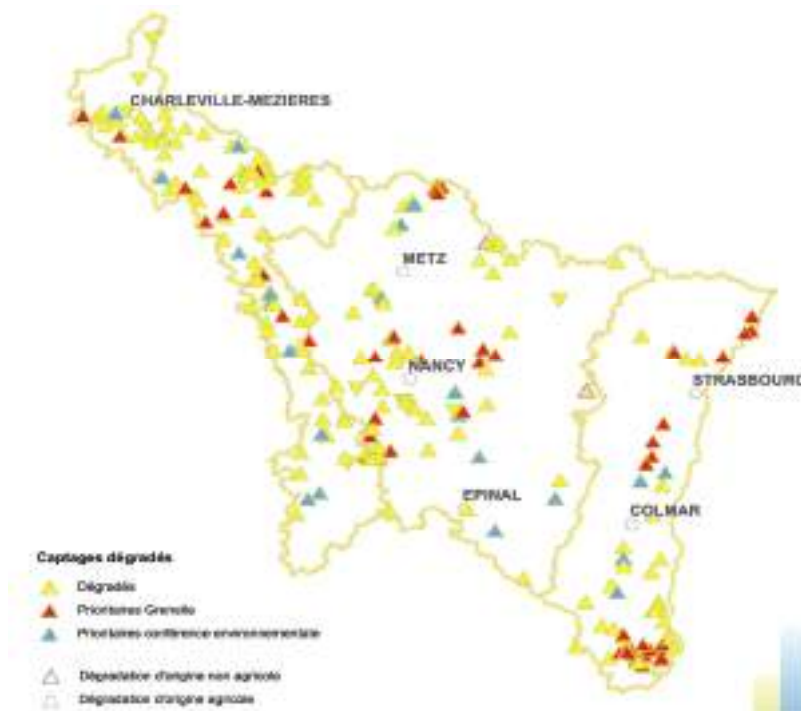 CHARLEVILLE-MEZIERES
METZ
NANCY
STRASBOURG
EPINAL
COLMAR
Captages dégradés
Dégradés
Prioritaires Grenelle
Prioritaires conférence environnementale
Dégradation d'origine non agricole
Dégradation d'origine agricole